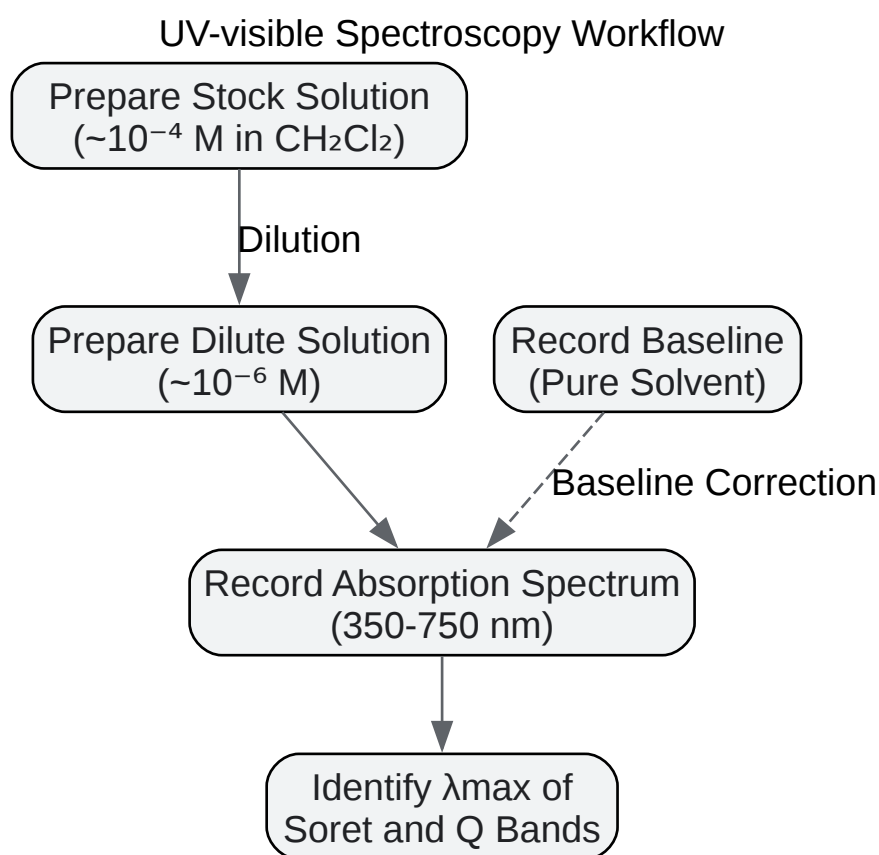 UV-visible Spectroscopy Workflow
Prepare Stock Solution
(~10⁻⁴ M in CH₂Cl₂)
Dilution
Prepare Dilute Solution
(~10⁻⁶ M)
Record Baseline
(Pure Solvent)
Baseline Correction
Record Absorption Spectrum
(350-750 nm)
Identify λmax of
Soret and Q Bands